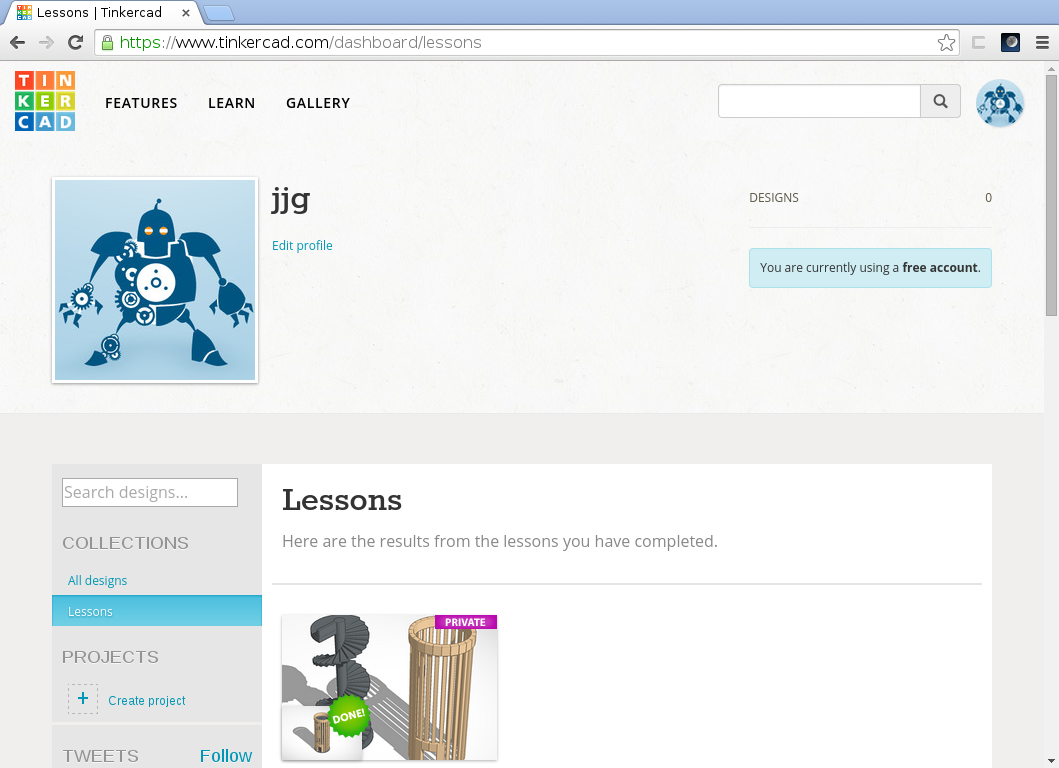 Lessons | Tinkercad
https://www.tinkercad.com/dashboard/lessons
TIN
KER
CAD
FEATURES
LEARN
GALLERY
jjg
Edit profile
DESIGNS 0
You are currently using a free account.
Search designs...
COLLECTIONS
All designs
Lessons
PROJECTS
+ Create project
TWEETS Follow
Lessons
Here are the results from the lessons you have completed.
PRIVATE
DONE!